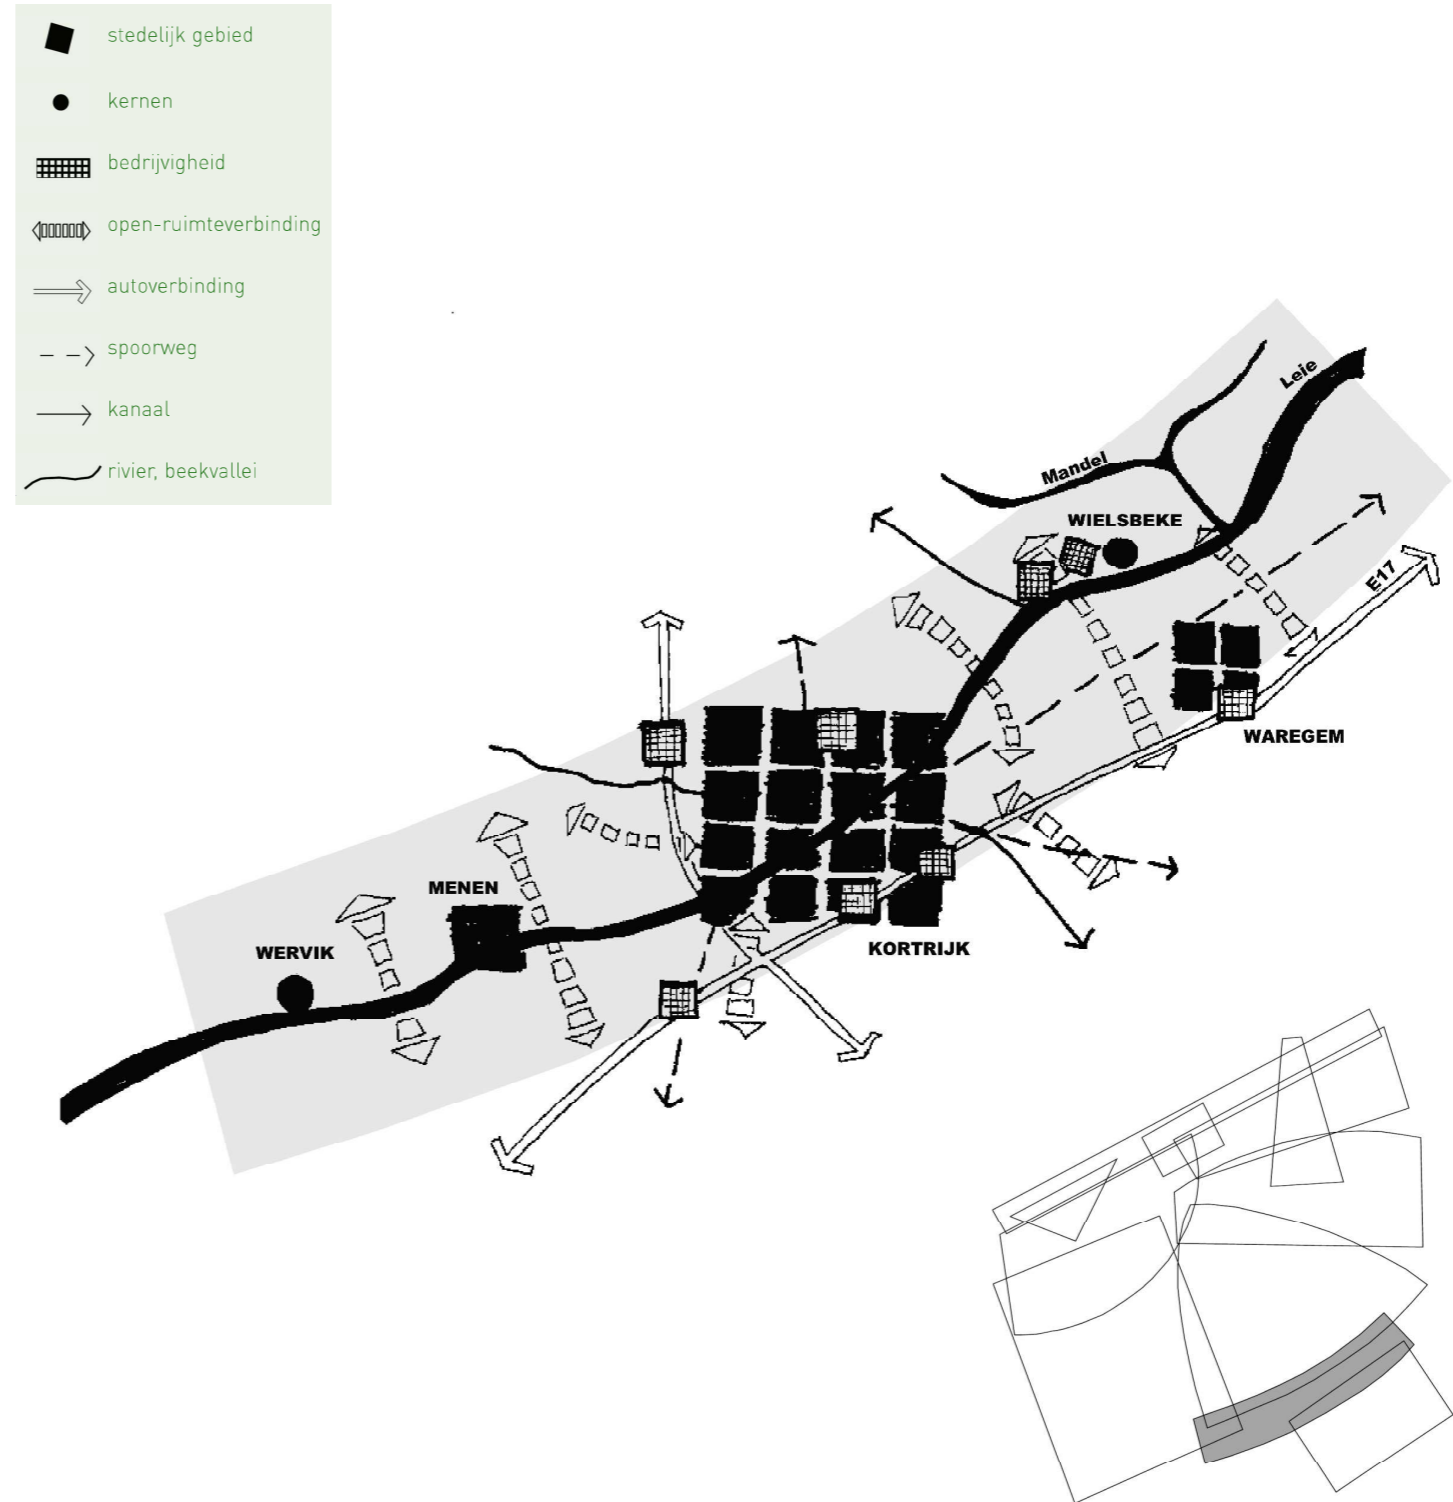 stedelijk gebied
kernen
bedrijvigheid
open-ruimteverbinding
autoverbinding
spoorweg
kanaal
rivier, beekvallei
Leie
Mandel
WIELSBEKE
E17
WAREGEM
MENEN
KORTRIJK
WERVIK